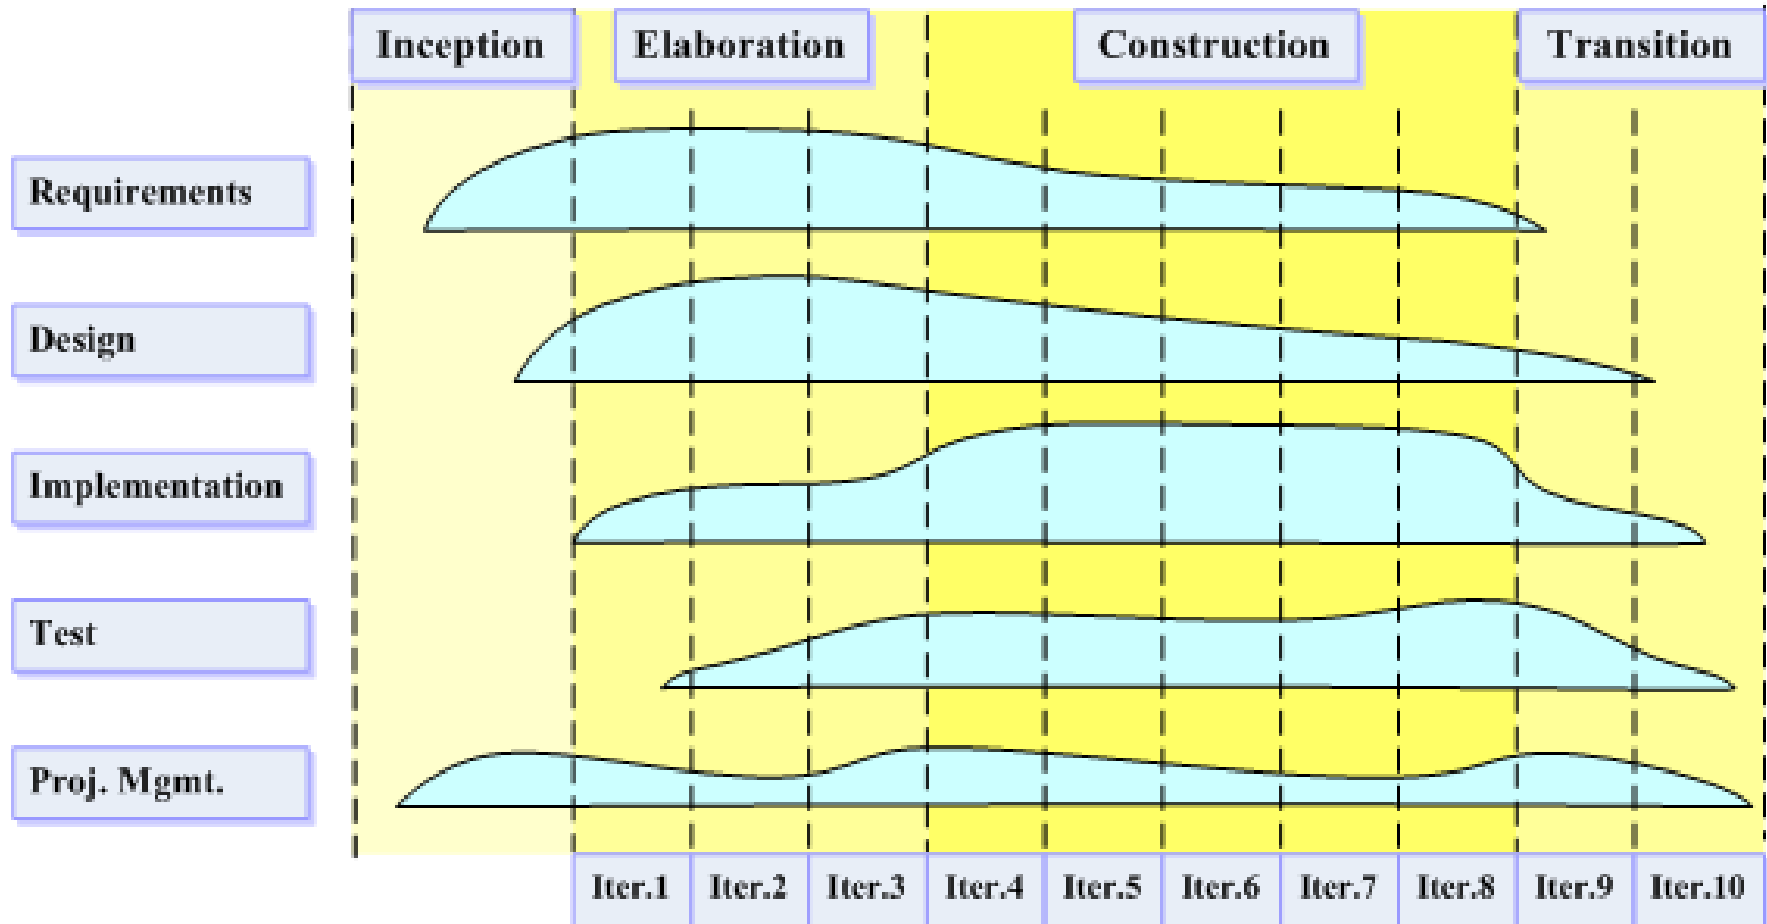 Inception Elaboration Construction Transition
Requirements
Design
Implementation
Test
Proj. Mgmt.
Iter.1 Iter.2 Iter.3 Iter.4 Iter.5 Iter.6 Iter.7 Iter.8 Iter.9 Iter.10